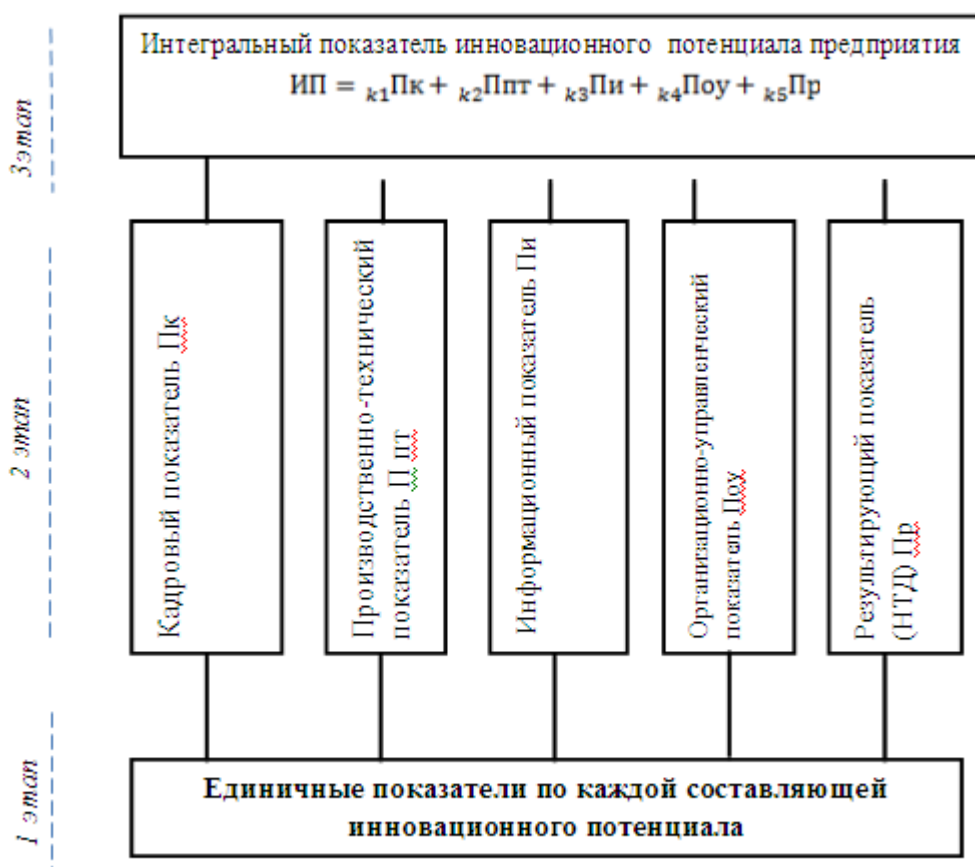 Интегральный показатель инновационного потенциала предприятия
ИП = k1Пк + k2Ппт + k3Пи + k4Поу + k5Пр
3этап
Кадровый показатель Пк
Производственно-технический
показатель П пт
Информационный показатель Пи
Организационно-управленческий
показатель Поу
Результирующий показатель
(НТД) Пр
2 этап
Единичные показатели по каждой составляющей
инновационного потенциала
1 этап